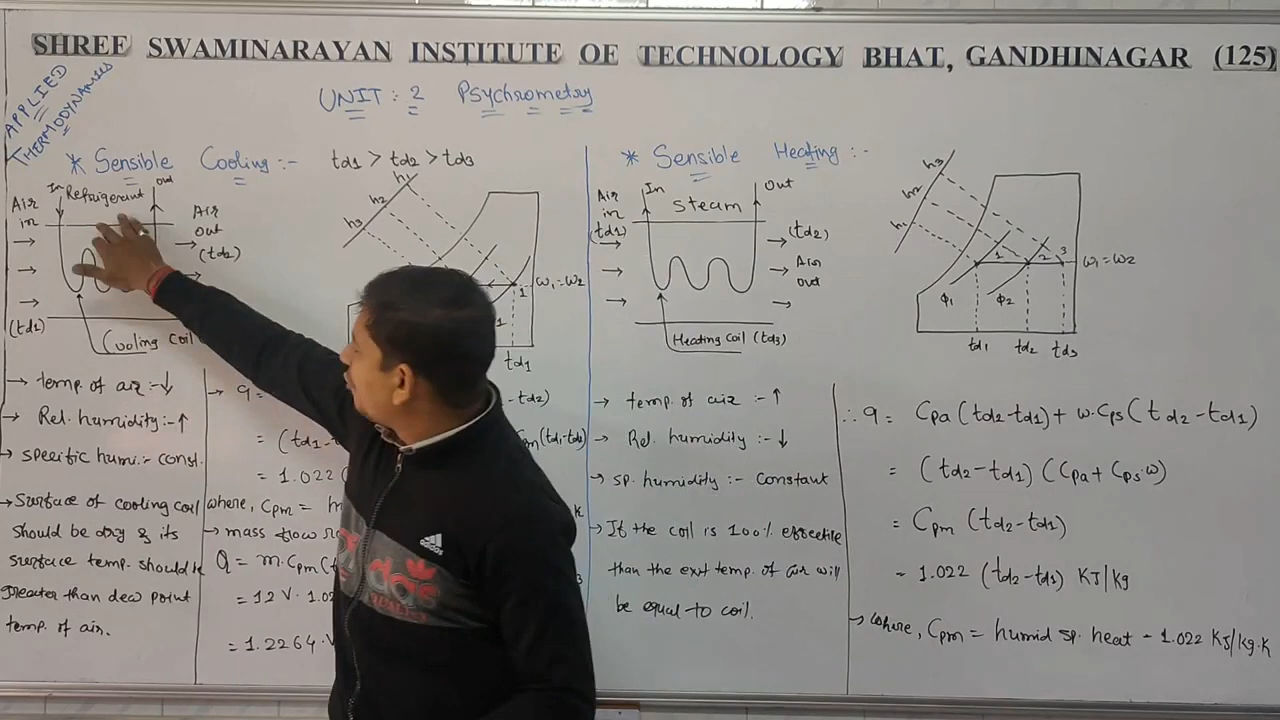 SHREE SWAMINARAYAN INSTITUTE OF TECHNOLOGY BHAT, GANDHINAGAR (125)
APPLIED
THERMODYNAMICS
UNIT : 2 Psychrometry
* Sensible Cooling :-
td1 > td2 > td3
In Refrigerant out
Air
in
Air
out
(td2)
(td1)
Cooling coil
h1
h2
h3
ω1=ω2
1
td1
→ temp. of air :- ↓
→ Rel. humidity :- ↑
→ specific humi. :- const.
→ Surface of cooling coil
should be dry & its
surface temp. should be
greater than dew point
temp. of air.
→ q =
- td2)
= (td1-t
Cpm (td1-td2)
= 1.022 (
where, Cpm = h
→ mass flow r
Q = m. Cpm (t
= 1.2 V. 1.02
= 1.2264. V
* Sensible Heating :-
Air
in
(td1)
In
Steam
Out
(td2)
Air
out
Heating coil (td3)
h3
h2
h1
1 2 3
ω1=ω2
ϕ1 ϕ2
td1 td2 td3
→ temp. of air :- ↑
→ Rel. humidity :- ↓
→ sp. humidity :- constant
→ If the coil is 100% effective
than the exit temp. of air will
be equal to coil.
∴ q = Cpa (td2-td1) + ω. Cps (td2-td1)
= (td2-td1) (Cpa + Cps.ω)
= Cpm (td2-td1)
= 1.022 (td2-td1) KJ/kg
→ where, Cpm = humid sp. heat = 1.022 KJ/kg.K
adidas